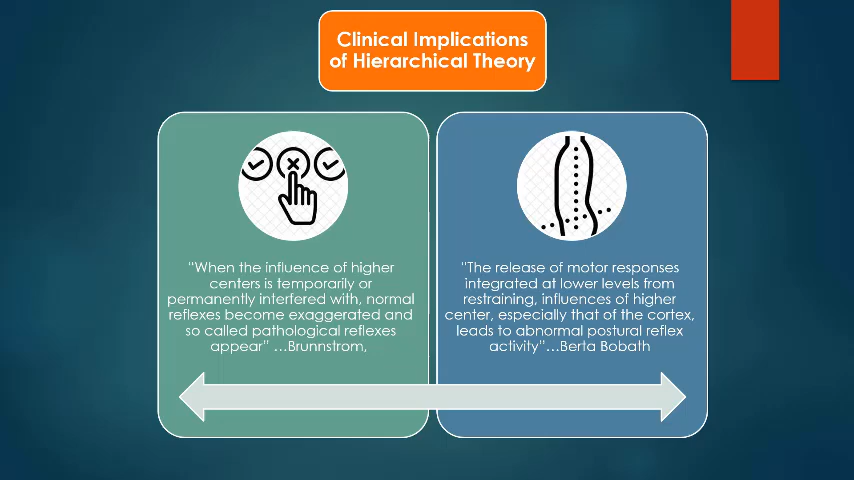 Clinical Implications
of Hierarchical Theory
"When the influence of higher
centers is temporarily or
permanently interfered with, normal
reflexes become exaggerated and
so called pathological reflexes
appear" ...Brunnstrom,
"The release of motor responses
integrated at lower levels from
restraining, influences of higher
center, especially that of the cortex,
leads to abnormal postural reflex
activity"...Berta Bobath